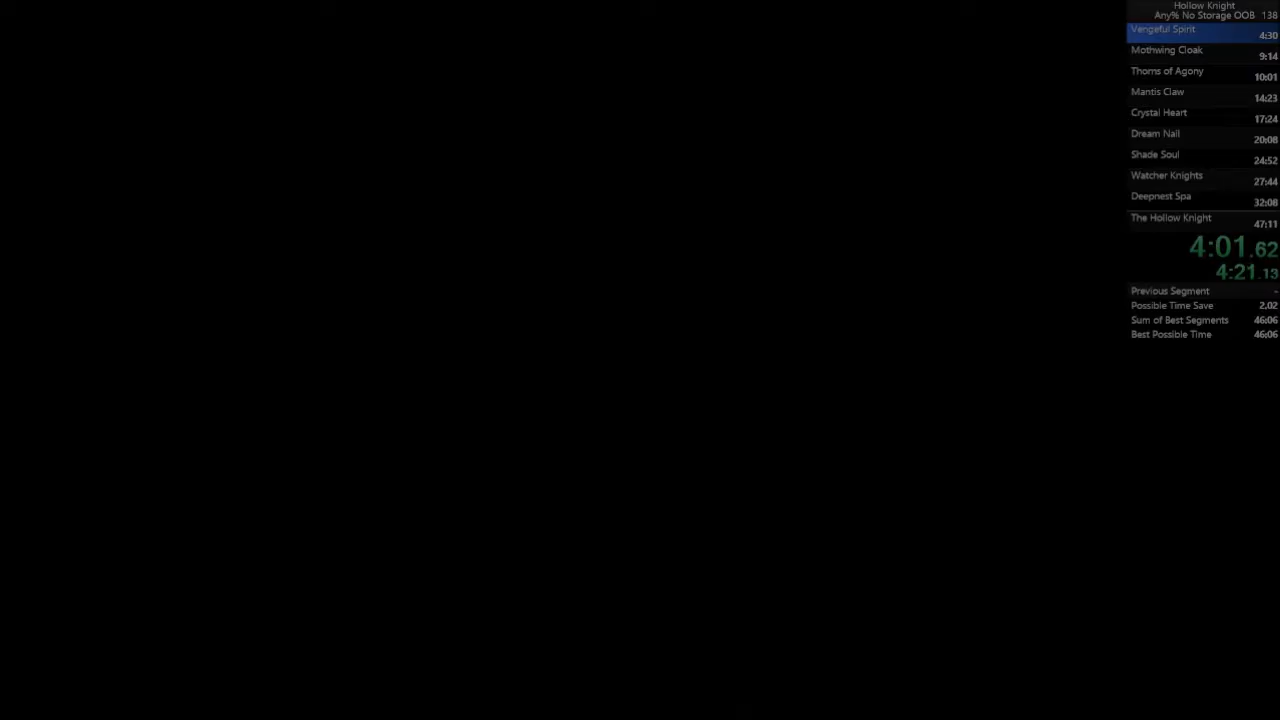 Hollow Knight
Any% No Storage OOB 138
Vengeful Spirit 4:30
Mothwing Cloak 9:14
Thorns of Agony 10:01
Mantis Claw 14:23
Crystal Heart 17:24
Dream Nail 20:08
Shade Soul 24:52
Watcher Knights 27:44
Deepnest Spa 32:08
The Hollow Knight 47:11
4:01.62
4:21.13
Previous Segment -
Possible Time Save 2.02
Sum of Best Segments 46:06
Best Possible Time 46:06